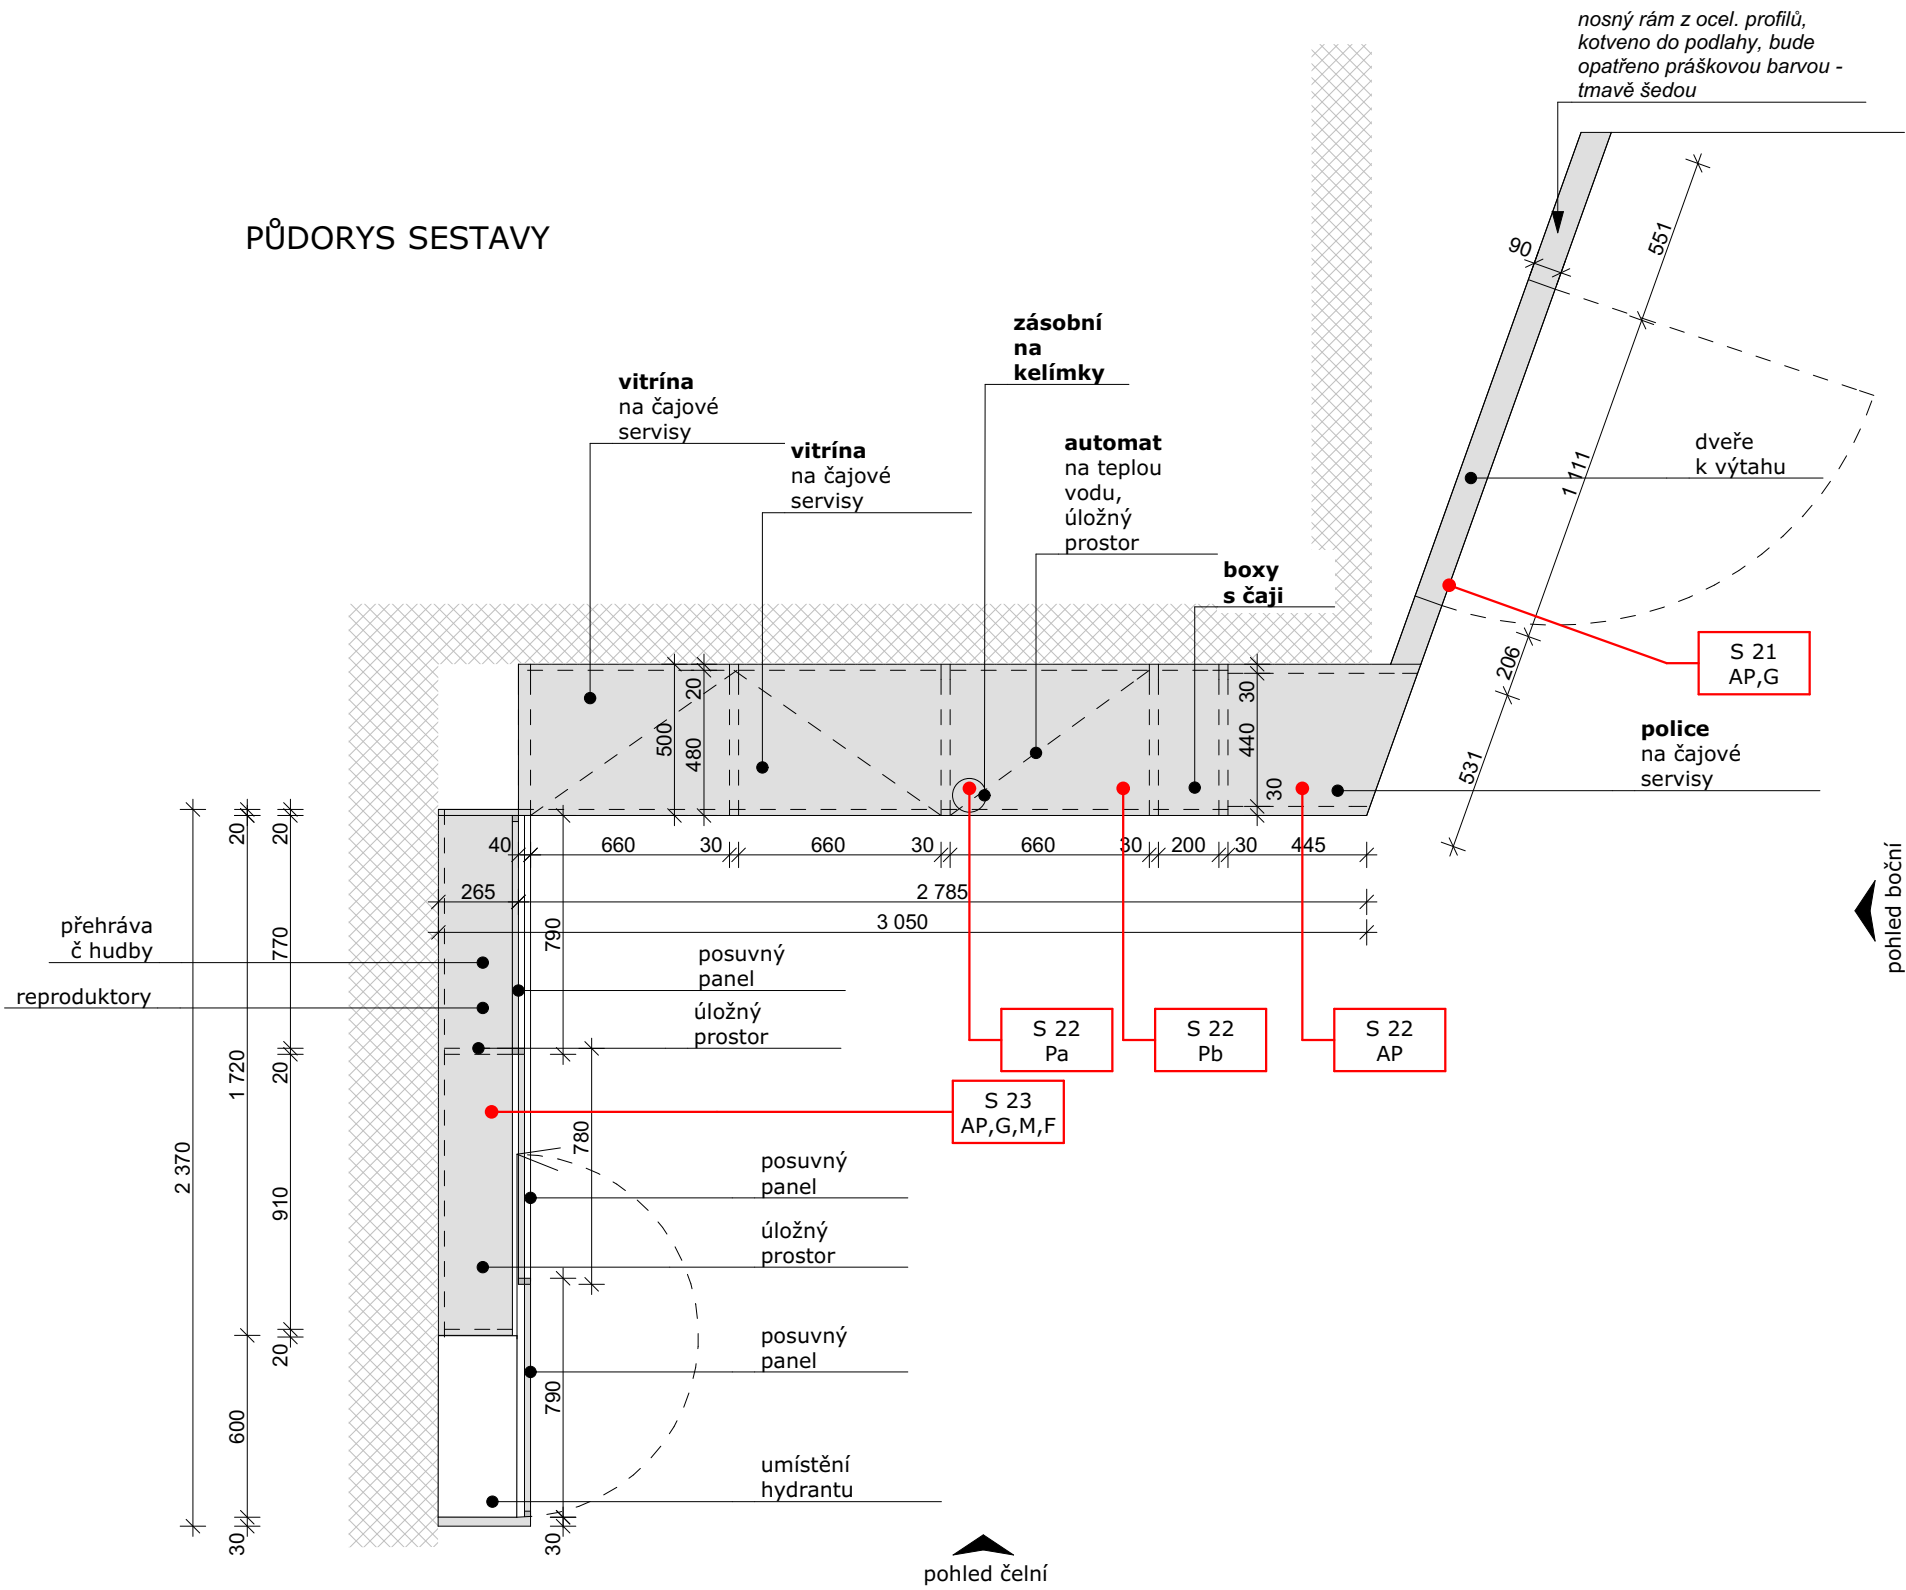 nosný rám z ocel. profilů,
kotveno do podlahy, bude
opatřeno práškovou barvou -
tmavě šedou
PŮDORYS SESTAVY
90
551
zásobní
na
kelímky
vitrína
na čajové
servisy
vitrína
na čajové
servisy
automat
na teplou
vodu,
úložný
prostor
dveře
k výtahu
1 111
boxy
s čaji
S 21
AP,G
206
531
police
na čajové
servisy
500
20
480
30
440
30
40
660
30
660
30
660
30
200
30
445
265
2 785
3 050
20
20
790
770
přehráva
č hudby
reproduktory
posuvný
panel
úložný
prostor
pohled boční
S 22
Pa
S 22
Pb
S 22
AP
1 720
20
S 23
AP,G,M,F
780
2 370
910
posuvný
panel
úložný
prostor
posuvný
panel
20
790
600
umístění
hydrantu
30
30
pohled čelní